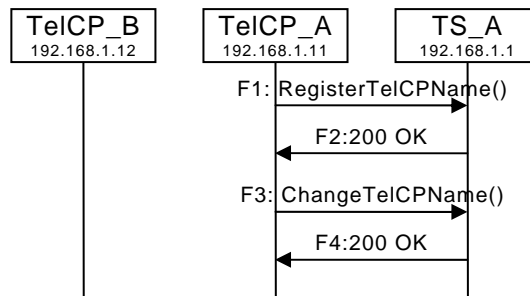 TelCP_B
192.168.1.12
TelCP_A
192.168.1.11
TS_A
192.168.1.1
F1: RegisterTelCPName()
F2:200 OK
F3: ChangeTelCPName()
F4:200 OK